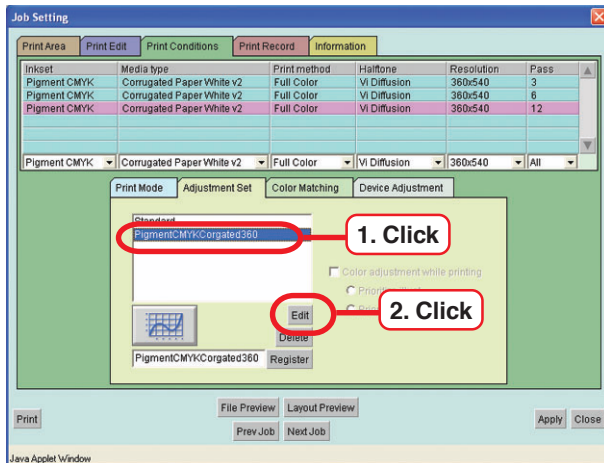 Job Setting
Print Area Print Edit Print Conditions Print Record Information
Inkset Media type Print method Halftone Resolution Pass
Pigment CMYK Corrugated Paper White v2 Full Color Vi Diffusion 360x540 3
Pigment CMYK Corrugated Paper White v2 Full Color Vi Diffusion 360x540 6
Pigment CMYK Corrugated Paper White v2 Full Color Vi Diffusion 360x540 12
Pigment CMYK Corrugated Paper White v2 Full Color Vi Diffusion 360x540 All
Print Mode Adjustment Set Color Matching Device Adjustment
Standard
PigmentCMYKCorgated360
1. Click
Color adjustment while printing
Edit
2. Click
Delete
PigmentCMYKCorgated360 Register
File Preview Layout Preview
Print Apply Close
Prev Job Next Job
Java Applet Window